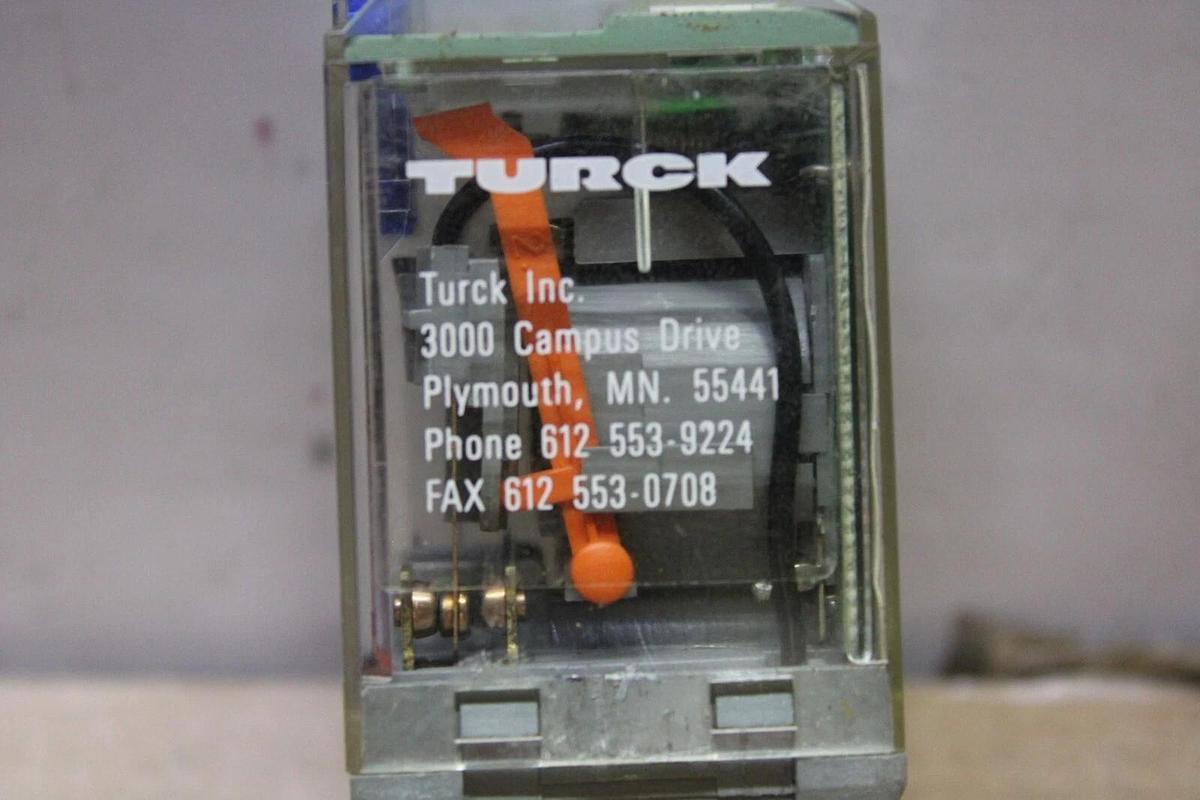 TURCK
Turck Inc.
3000 Campus Drive
Plymouth, MN. 55441
Phone 612 553-9224
FAX 612 553-0708